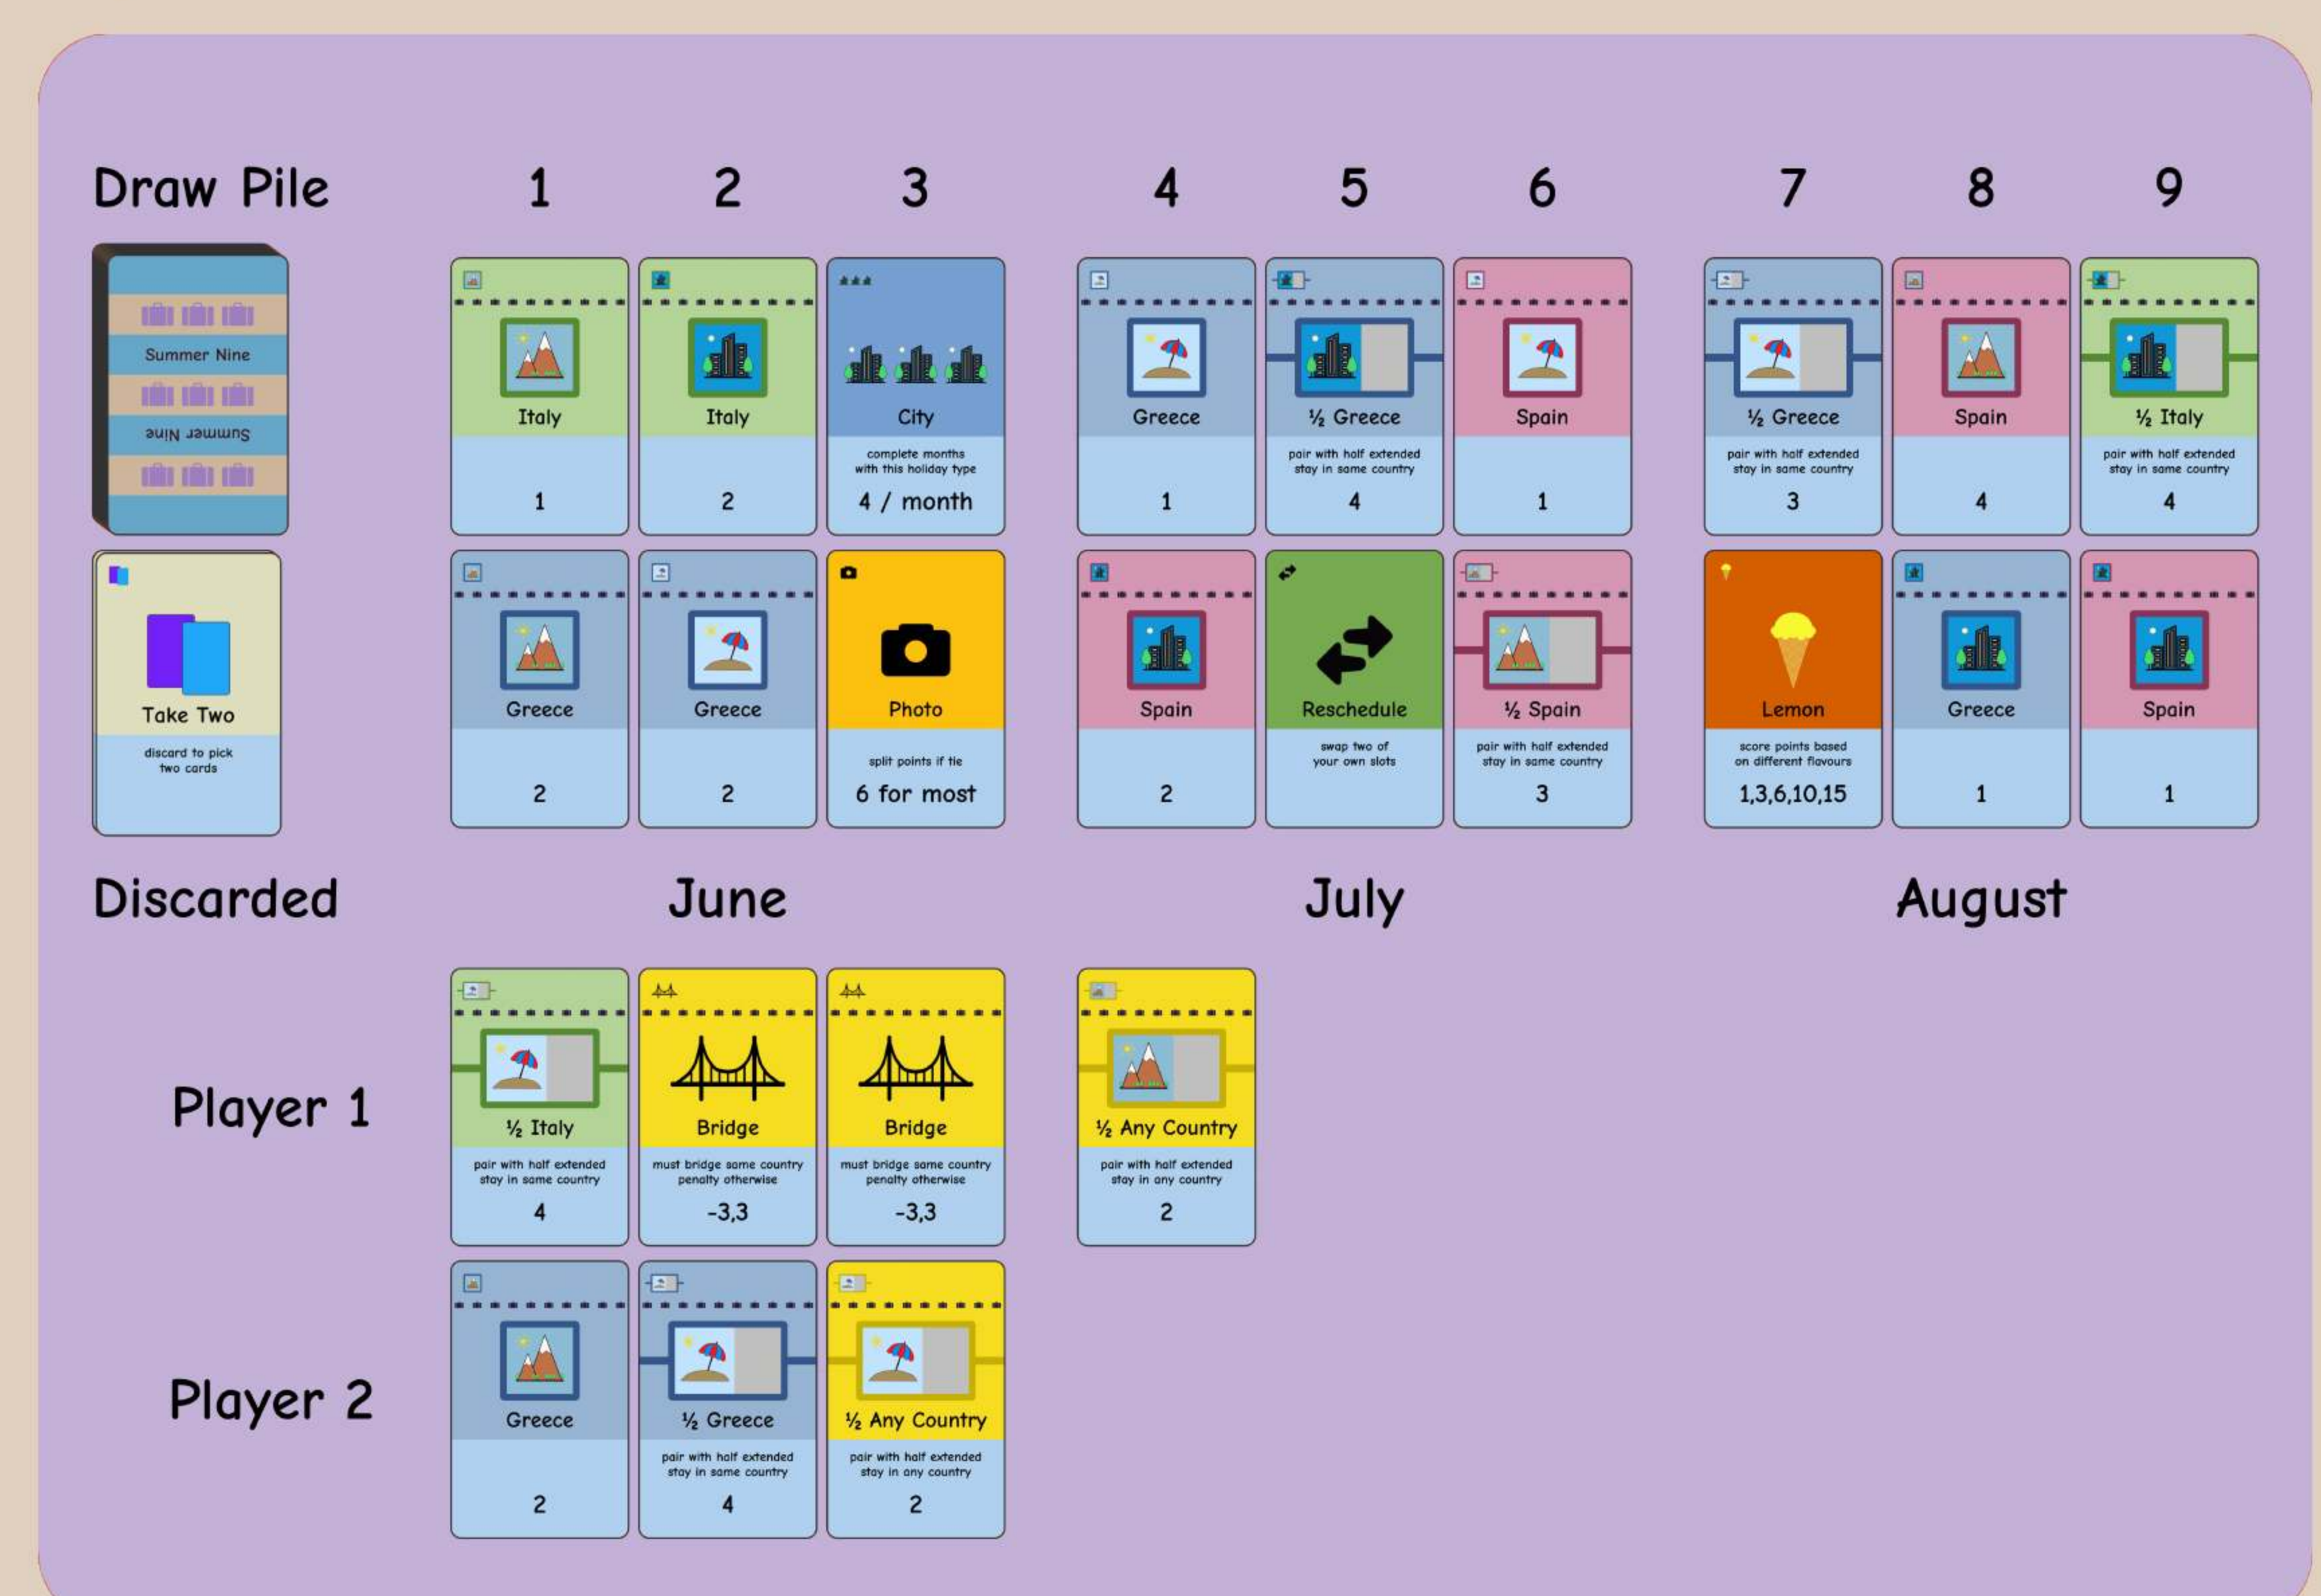 Draw Pile
1 2 3 4 5 6 7 8 9
Summer Nine
Summer Nine
Italy
1
Italy
2
City
complete months
with this holiday type
4 / month
Greece
1
½ Greece
pair with half extended
stay in same country
4
Spain
1
½ Greece
pair with half extended
stay in same country
3
Spain
4
½ Italy
pair with half extended
stay in same country
4
Take Two
discard to pick
two cards
Greece
2
Greece
2
Photo
split points if tie
6 for most
Spain
2
Reschedule
swap two of
your own slots
½ Spain
pair with half extended
stay in same country
3
Lemon
score points based
on different flavours
1,3,6,10,15
Greece
1
Spain
1
Discarded
June
July
August
Player 1
½ Italy
pair with half extended
stay in same country
4
Bridge
must bridge same country
penalty otherwise
-3,3
Bridge
must bridge same country
penalty otherwise
-3,3
½ Any Country
pair with half extended
stay in any country
2
Player 2
Greece
2
½ Greece
pair with half extended
stay in same country
4
½ Any Country
pair with half extended
stay in any country
2